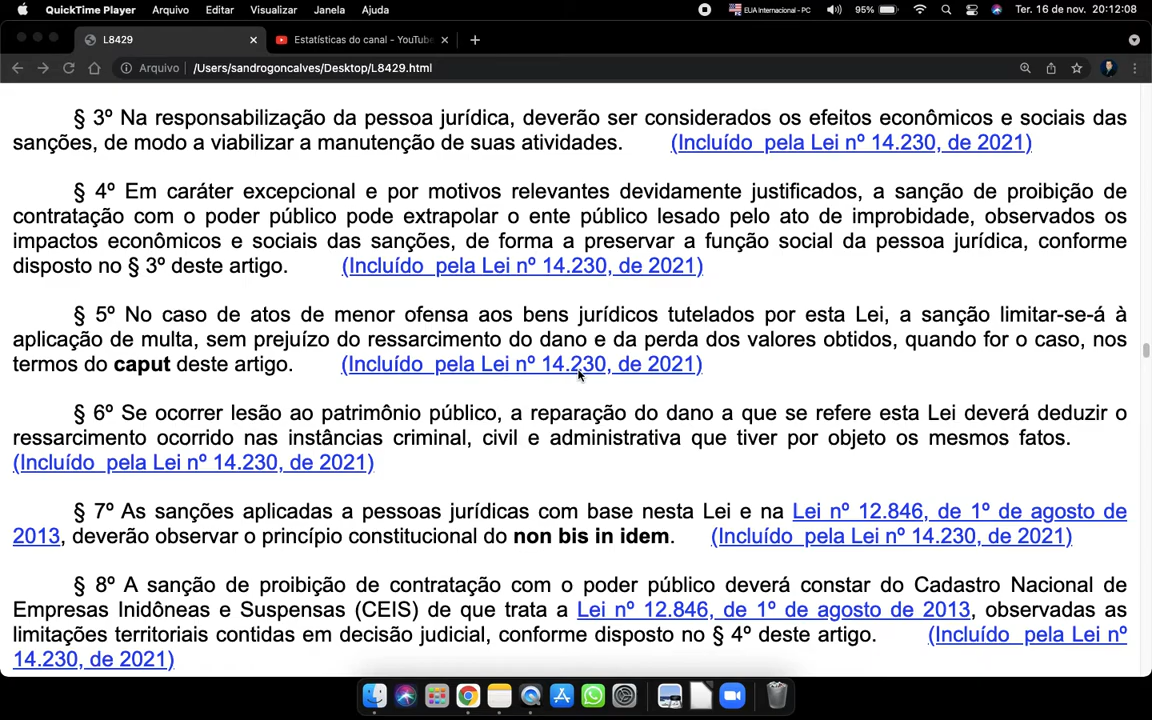 QuickTime Player Arquivo Editar Visualizar Janela Ajuda EUA Internacional - PC 95% Ter. 16 de nov. 20:12:08
L8429 Estatísticas do canal - YouTube
Arquivo /Users/sandrogoncalves/Desktop/L8429.html
§ 3º Na responsabilização da pessoa jurídica, deverão ser considerados os efeitos econômicos e sociais das
sanções, de modo a viabilizar a manutenção de suas atividades. (Incluído pela Lei nº 14.230, de 2021)
§ 4º Em caráter excepcional e por motivos relevantes devidamente justificados, a sanção de proibição de
contratação com o poder público pode extrapolar o ente público lesado pelo ato de improbidade, observados os
impactos econômicos e sociais das sanções, de forma a preservar a função social da pessoa jurídica, conforme
disposto no § 3º deste artigo. (Incluído pela Lei nº 14.230, de 2021)
§ 5º No caso de atos de menor ofensa aos bens jurídicos tutelados por esta Lei, a sanção limitar-se-á à
aplicação de multa, sem prejuízo do ressarcimento do dano e da perda dos valores obtidos, quando for o caso, nos
termos do caput deste artigo. (Incluído pela Lei nº 14.230, de 2021)
§ 6º Se ocorrer lesão ao patrimônio público, a reparação do dano a que se refere esta Lei deverá deduzir o
ressarcimento ocorrido nas instâncias criminal, civil e administrativa que tiver por objeto os mesmos fatos.
(Incluído pela Lei nº 14.230, de 2021)
§ 7º As sanções aplicadas a pessoas jurídicas com base nesta Lei e na Lei nº 12.846, de 1º de agosto de
2013, deverão observar o princípio constitucional do non bis in idem. (Incluído pela Lei nº 14.230, de 2021)
§ 8º A sanção de proibição de contratação com o poder público deverá constar do Cadastro Nacional de
Empresas Inidôneas e Suspensas (CEIS) de que trata a Lei nº 12.846, de 1º de agosto de 2013, observadas as
limitações territoriais contidas em decisão judicial, conforme disposto no § 4º deste artigo. (Incluído pela Lei nº
14.230, de 2021)